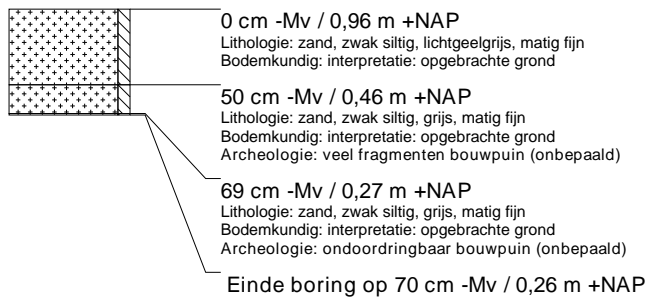 0 cm -Mv / 0,96 m +NAP
Lithologie: zand, zwak siltig, lichtgeelgrijs, matig fijn
Bodemkundig: interpretatie: opgebrachte grond
50 cm -Mv / 0,46 m +NAP
Lithologie: zand, zwak siltig, grijs, matig fijn
Bodemkundig: interpretatie: opgebrachte grond
Archeologie: veel fragmenten bouwpuin (onbepaald)
69 cm -Mv / 0,27 m +NAP
Lithologie: zand, zwak siltig, grijs, matig fijn
Bodemkundig: interpretatie: opgebrachte grond
Archeologie: ondoordringbaar bouwpuin (onbepaald)
Einde boring op 70 cm -Mv / 0,26 m +NAP